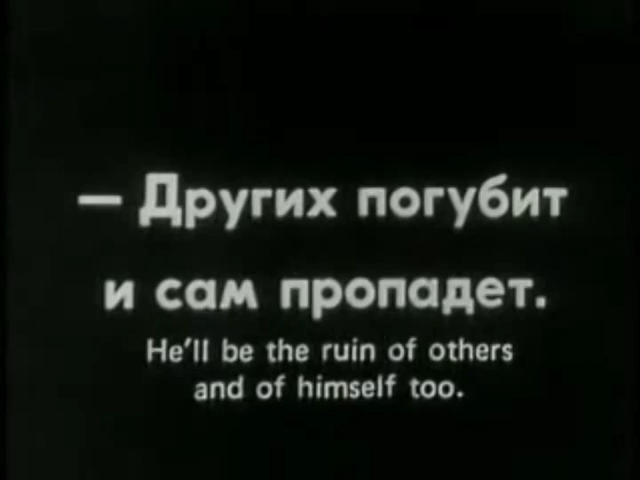 — Других погубит
и сам пропадет.
He'll be the ruin of others
and of himself too.